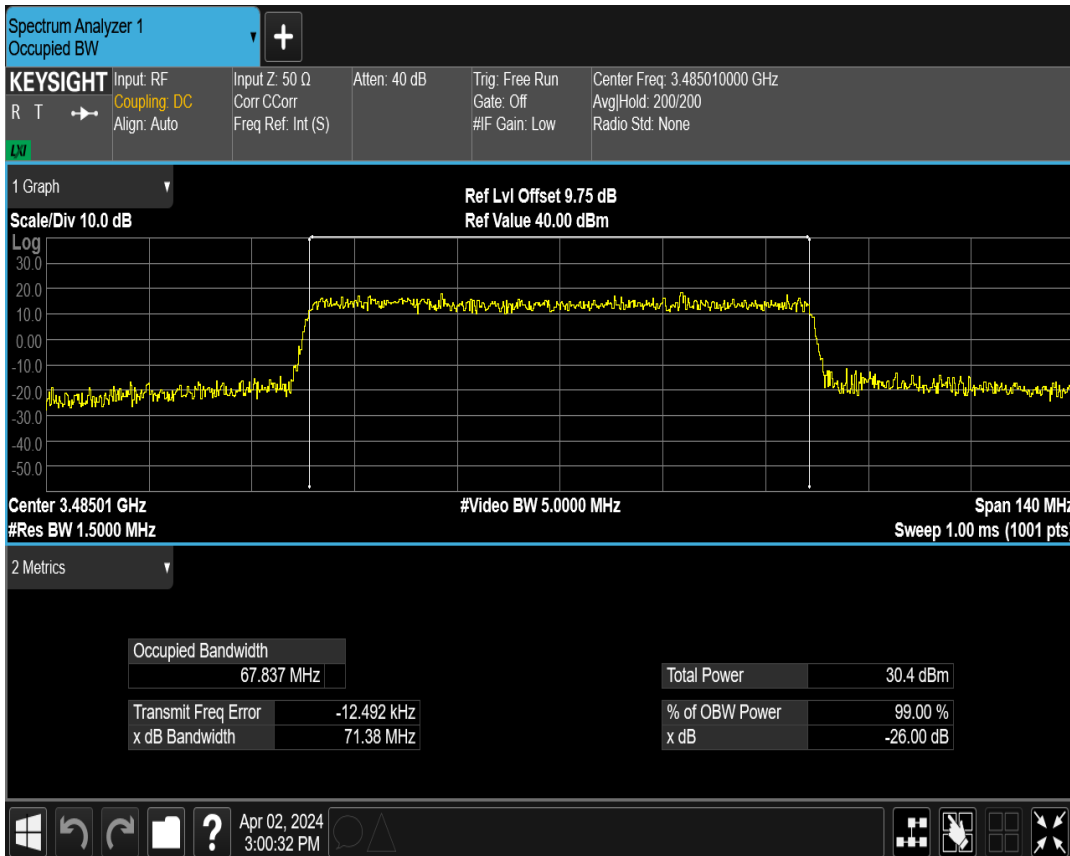 Spectrum Analyzer 1
Occupied BW
KEYSIGHT Input: RF Input Z: 50 Ω Atten: 40 dB Trig: Free Run Center Freq: 3.485010000 GHz
R T Coupling: DC Corr CCorr Gate: Off Avg|Hold: 200/200
Align: Auto Freq Ref: Int (S) #IF Gain: Low Radio Std: None
LXI
1 Graph
Ref Lvl Offset 9.75 dB
Scale/Div 10.0 dB Ref Value 40.00 dBm
Log
30.0
20.0
10.0
0.00
-10.0
-20.0
-30.0
-40.0
-50.0
Center 3.48501 GHz #Video BW 5.0000 MHz Span 140 MHz
#Res BW 1.5000 MHz Sweep 1.00 ms (1001 pts)
2 Metrics
Occupied Bandwidth
67.837 MHz Total Power 30.4 dBm
Transmit Freq Error -12.492 kHz % of OBW Power 99.00 %
x dB Bandwidth 71.38 MHz x dB -26.00 dB
? Apr 02, 2024
3:00:32 PM